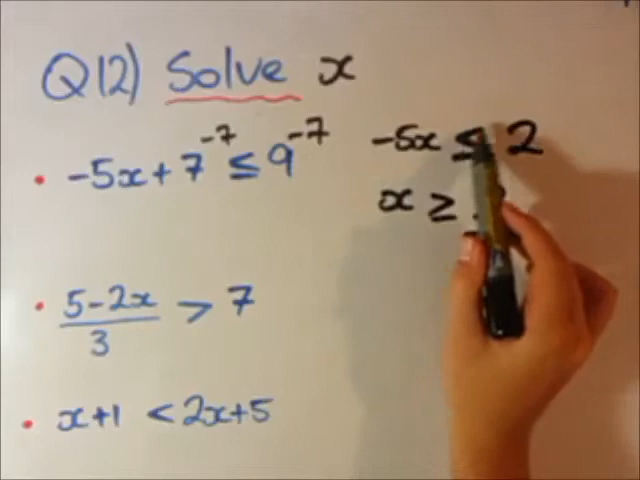 Q12) Solve x
• -5x + 7 ⁻⁷ ≤ 9 ⁻⁷
-5x ≤ 2
x ≥
• 5-2x / 3 > 7
• x+1 < 2x+5